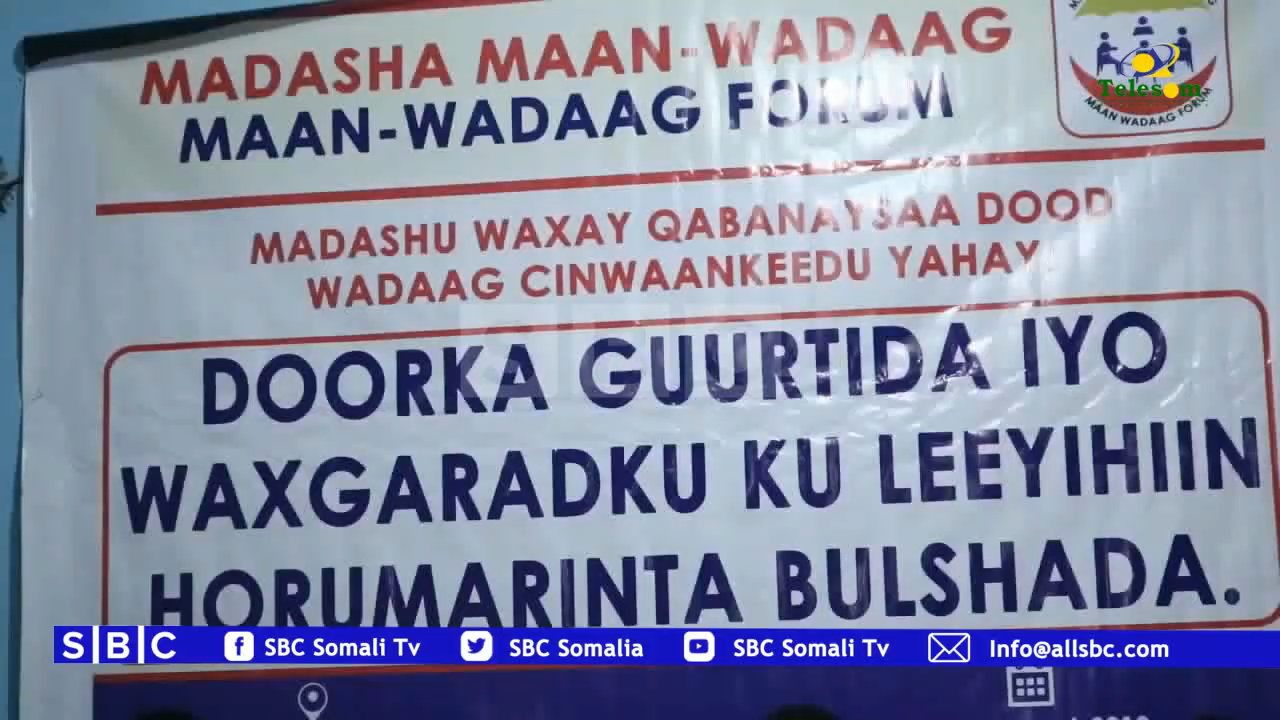 MADASHA MAAN-WADAAG
MAAN-WADAAG FORUM
Telesom
MAAN WADAAG FORUM
MADASHU WAXAY QABANAYSAA DOOD
WADAAG CINWAANKEEDU YAHAY:
DOORKA GUURTIDA IYO
WAXGARADKU KU LEEYIHIIN
HORUMARINTA BULSHADA.
SBC SBC Somali Tv SBC Somalia SBC Somali Tv Info@allsbc.com